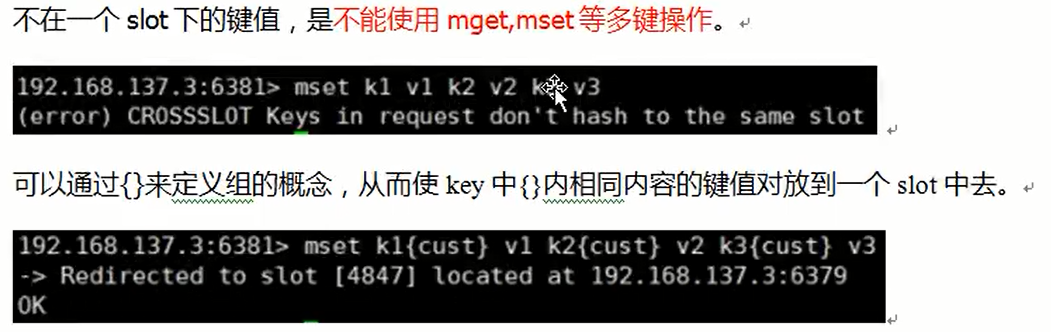 不在一个 slot 下的键值，是不能使用 mget,mset 等多键操作。
192.168.137.3:6381> mset k1 v1 k2 v2 v3
(error) CROSSSLOT Keys in request don't hash to the same slot
可以通过{}来定义组的概念，从而使 key 中{}内相同内容的键值对放到一个 slot 中去。
192.168.137.3:6381> mset k1{cust} v1 k2{cust} v2 k3{cust} v3
-> Redirected to slot [4847] located at 192.168.137.3:6379
OK